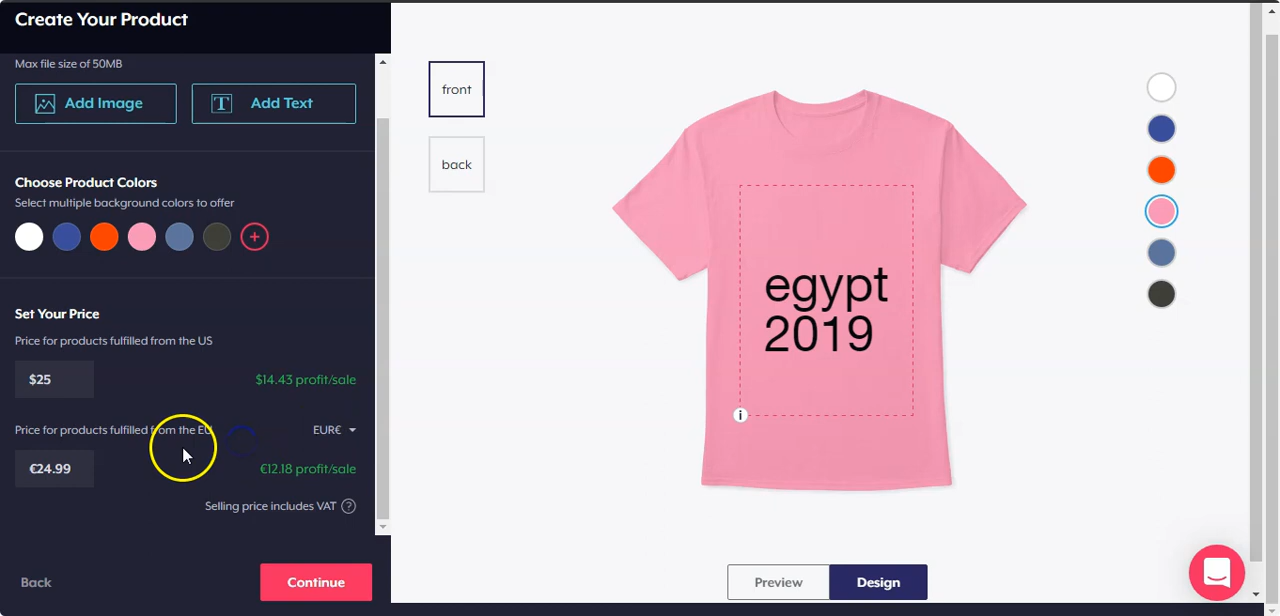 Create Your Product
Max file size of 50MB
Add Image
Add Text
Choose Product Colors
Select multiple background colors to offer
Set Your Price
Price for products fulfilled from the US
$25
$14.43 profit/sale
Price for products fulfilled from the EU
EUR€
€24.99
€12.18 profit/sale
Selling price includes VAT ?
Back
Continue
front
back
egypt
2019
i
Preview
Design